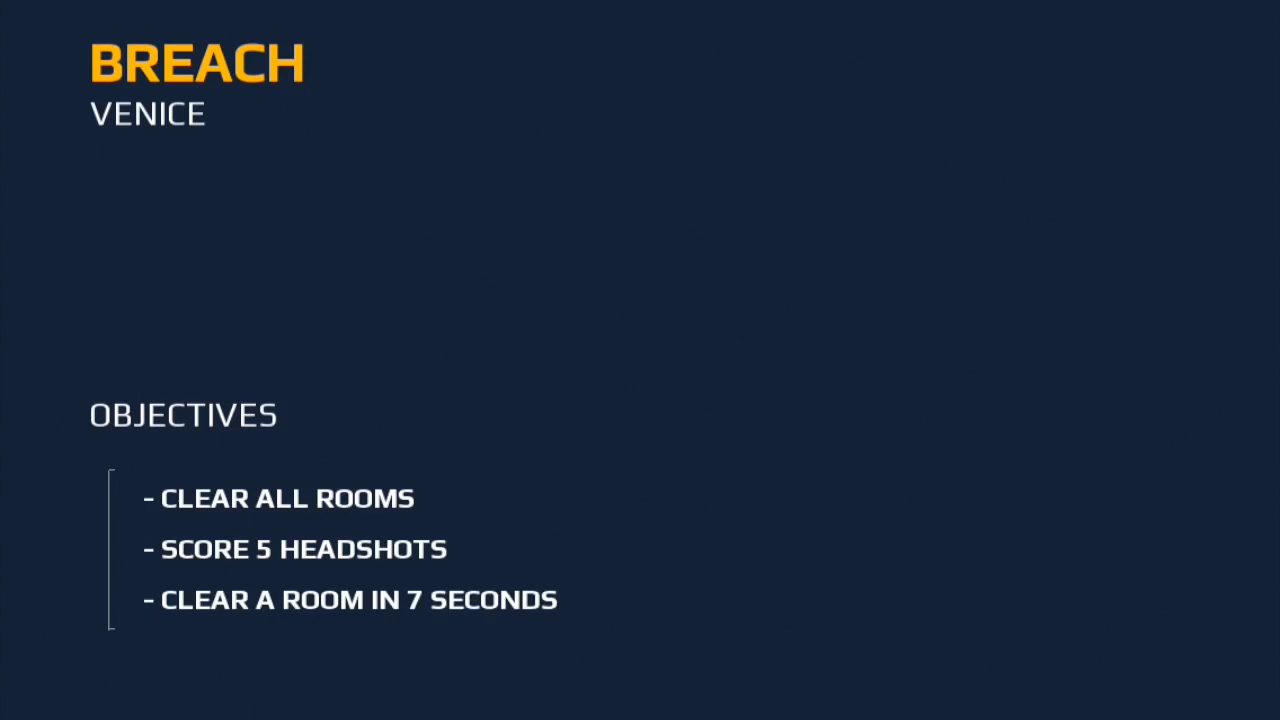 BREACH
VENICE
OBJECTIVES
- CLEAR ALL ROOMS
- SCORE 5 HEADSHOTS
- CLEAR A ROOM IN 7 SECONDS